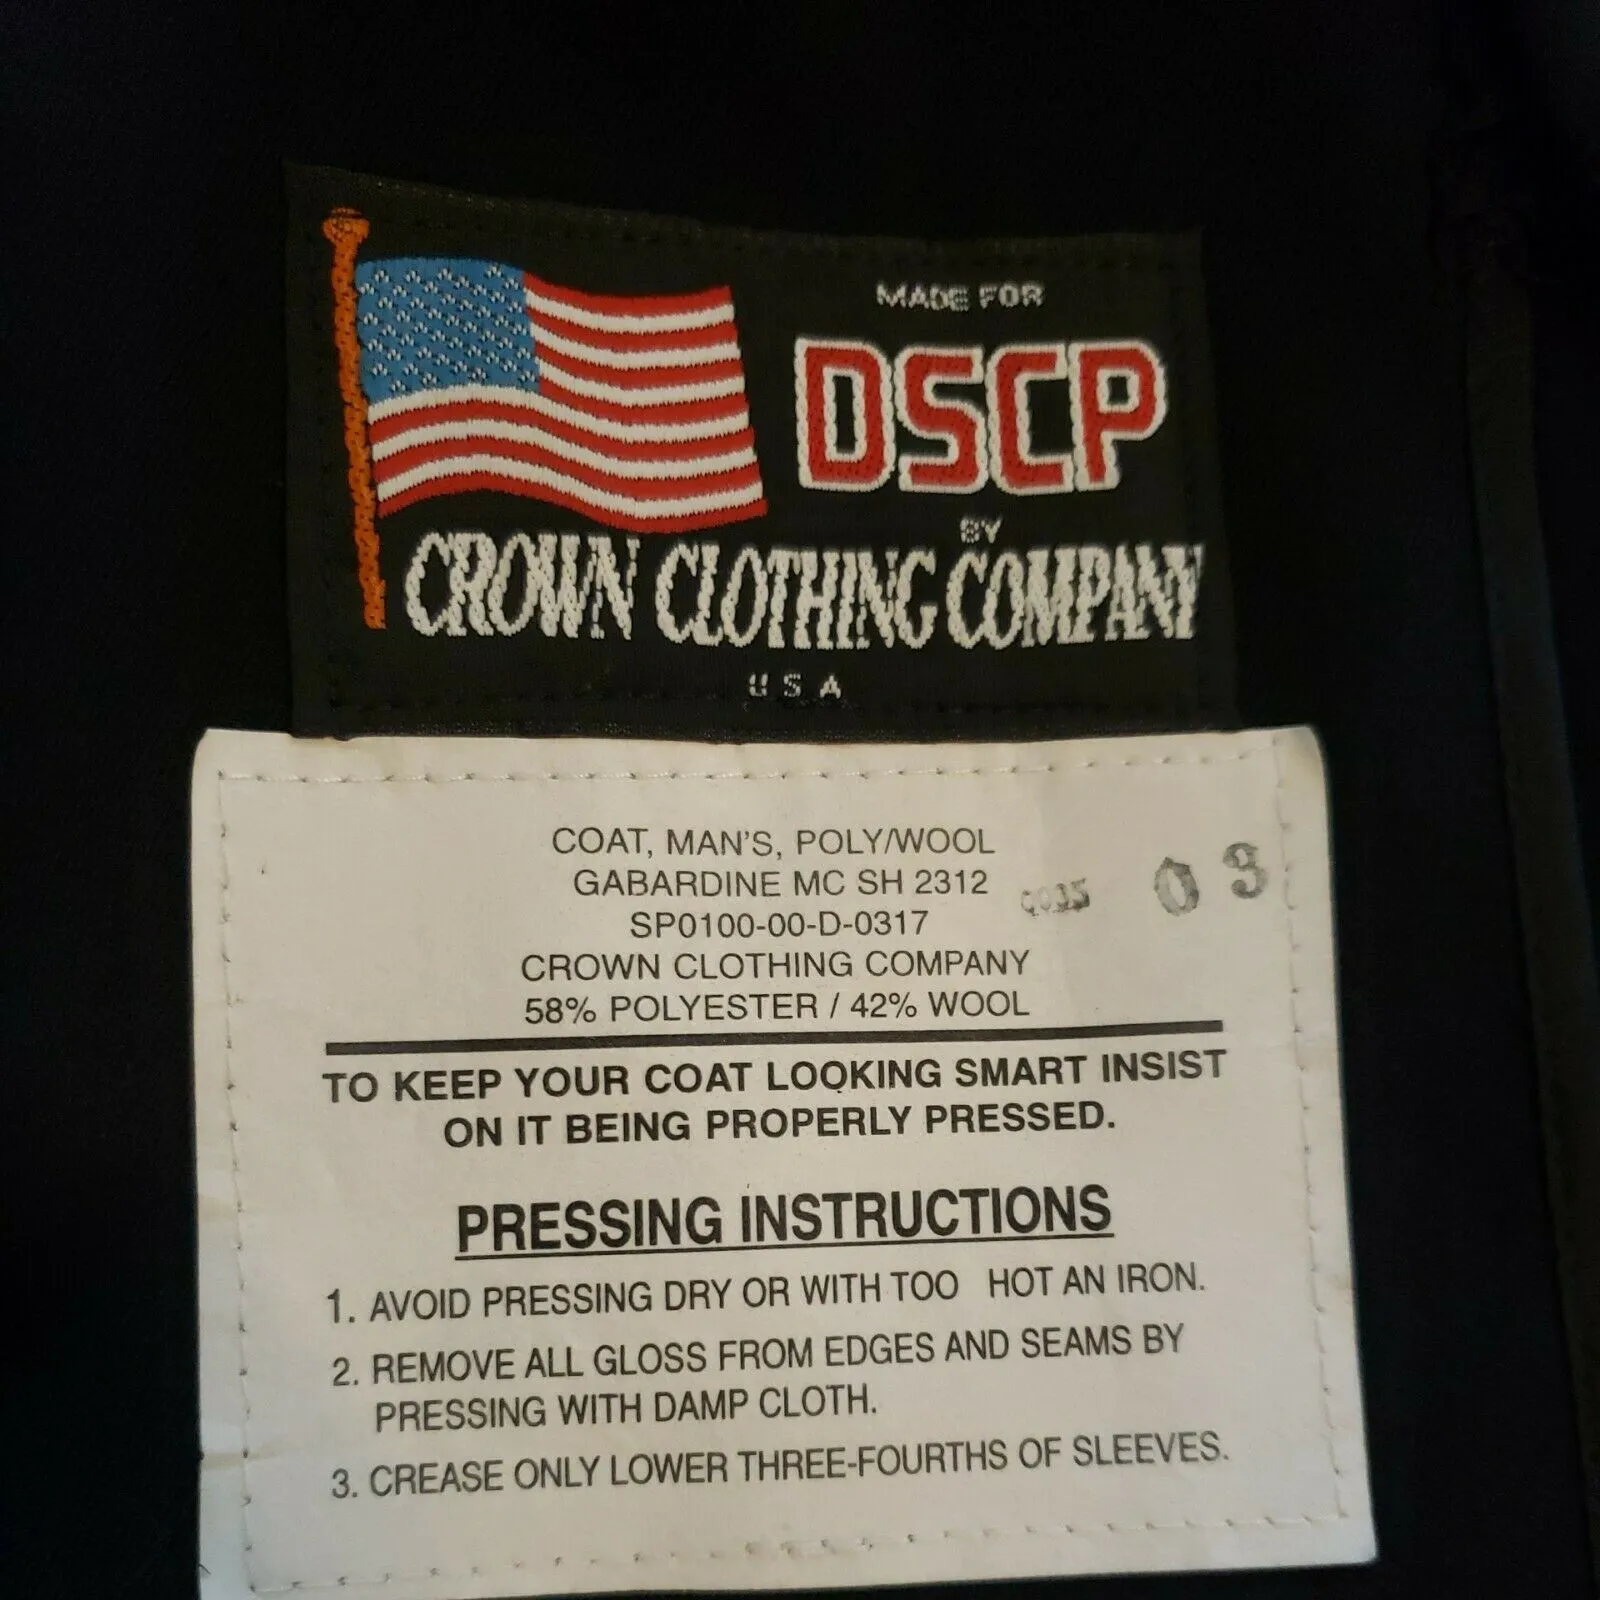 MADE FOR
DSCP
BY
CROWN CLOTHING COMPANY
USA
COAT, MAN'S, POLY/WOOL
GABARDINE MC SH 2312
SP0100-00-D-0317
CROWN CLOTHING COMPANY
58% POLYESTER / 42% WOOL
03
TO KEEP YOUR COAT LOOKING SMART INSIST
ON IT BEING PROPERLY PRESSED.
PRESSING INSTRUCTIONS
1. AVOID PRESSING DRY OR WITH TOO HOT AN IRON.
2. REMOVE ALL GLOSS FROM EDGES AND SEAMS BY
PRESSING WITH DAMP CLOTH.
3. CREASE ONLY LOWER THREE-FOURTHS OF SLEEVES.